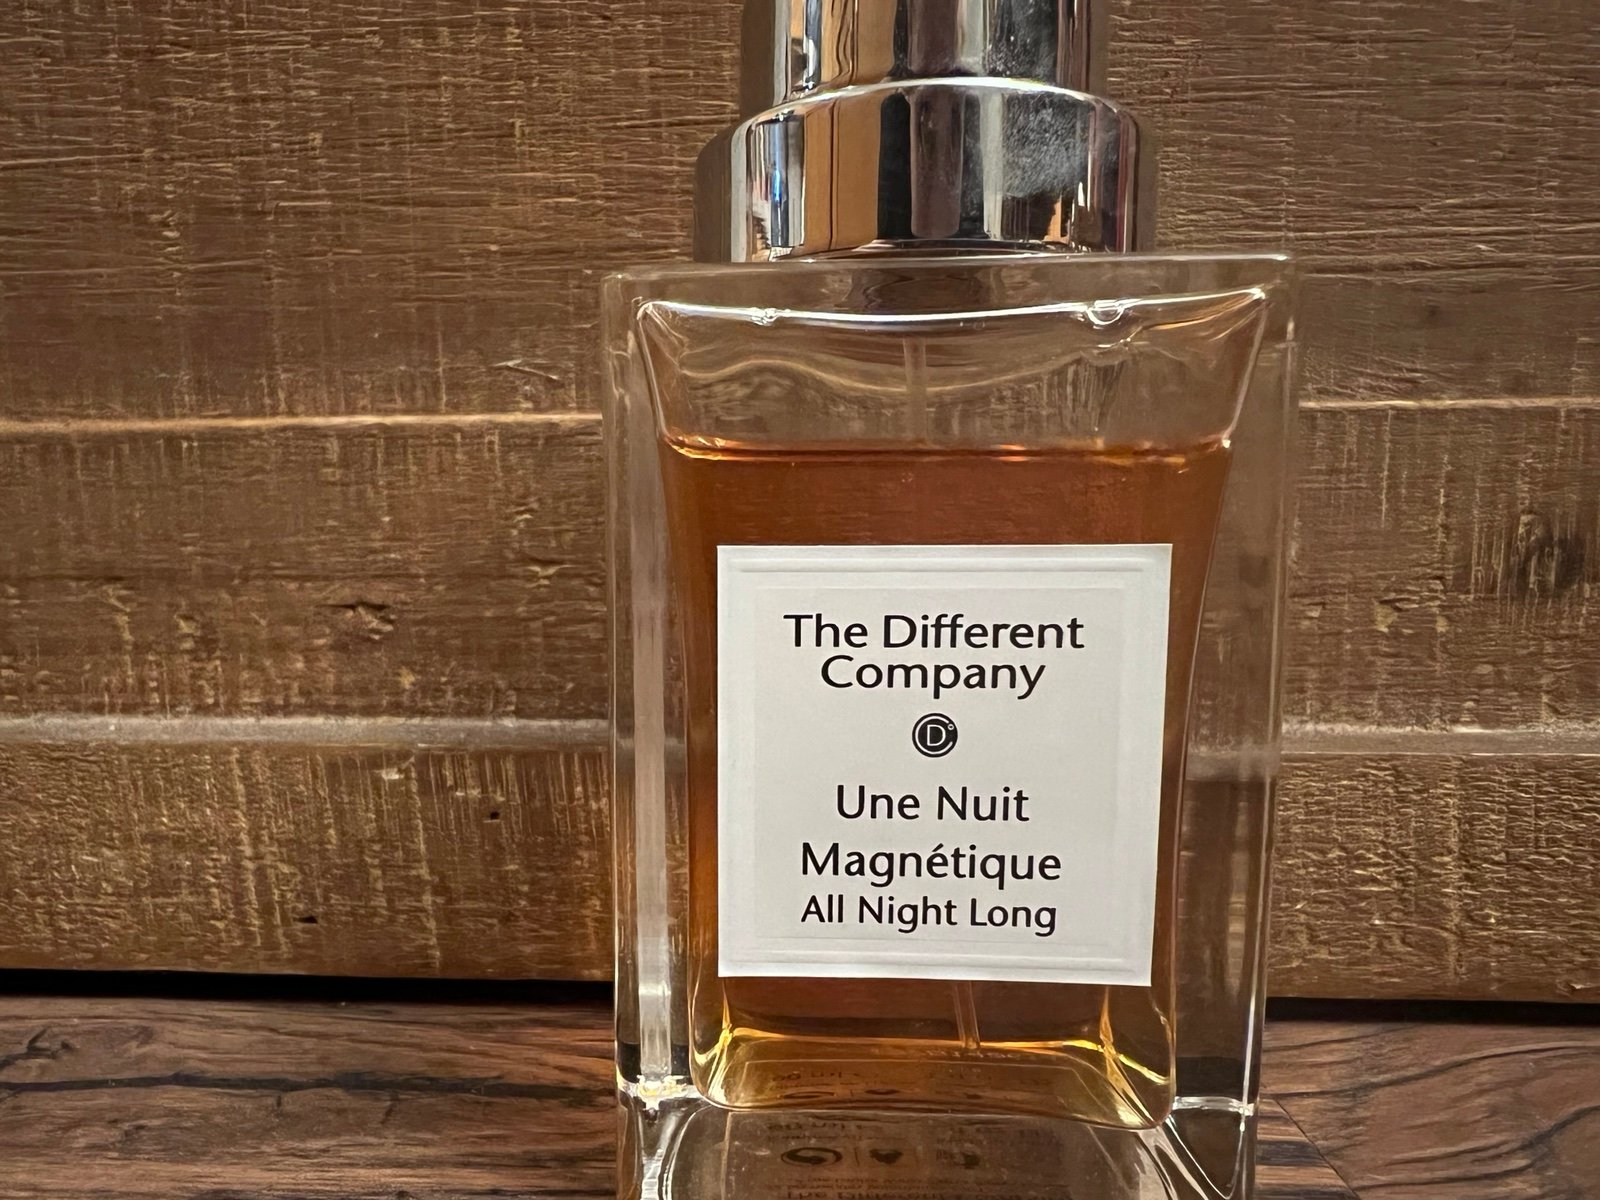 The Different
Company
D
Une Nuit
Magnétique
All Night Long